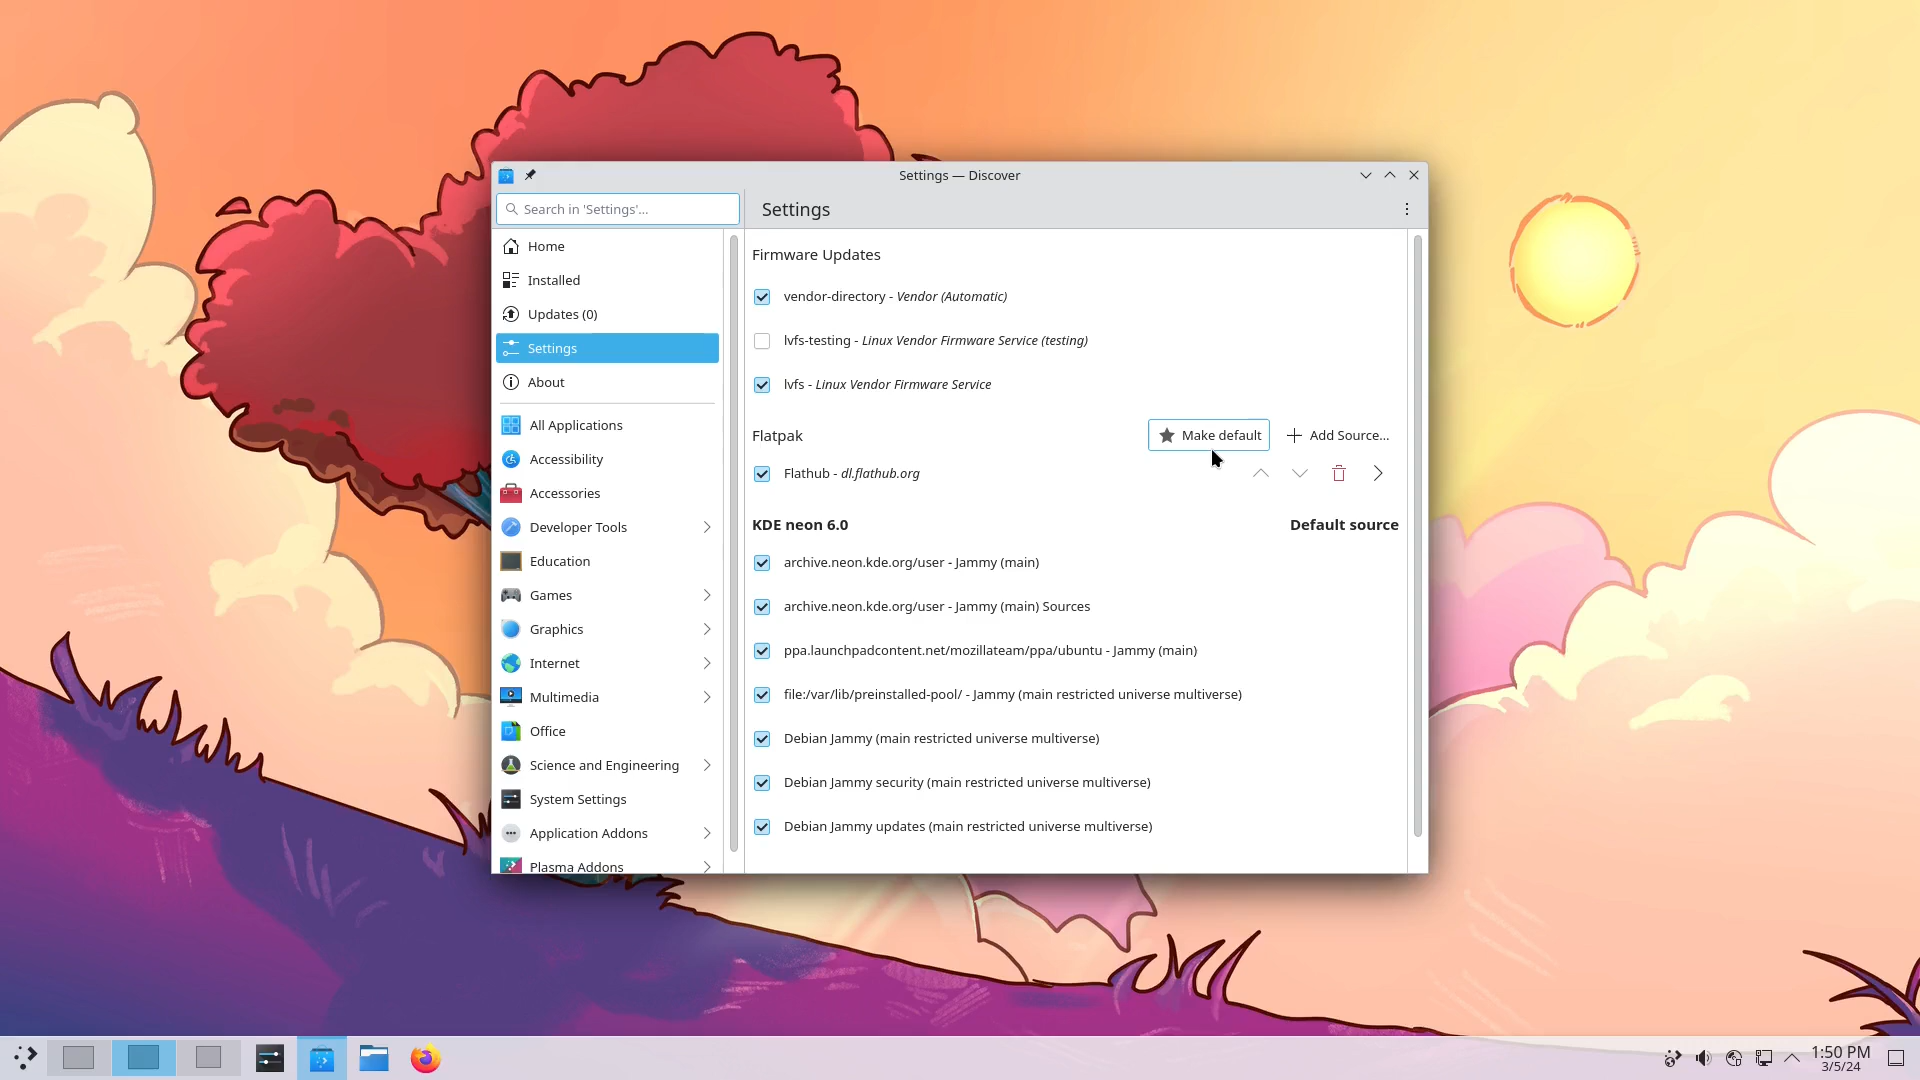 Settings — Discover
Search in 'Settings'...
Settings
Home
Installed
Updates (0)
Settings
About
All Applications
Accessibility
Accessories
Developer Tools
Education
Games
Graphics
Internet
Multimedia
Office
Science and Engineering
System Settings
Application Addons
Plasma Addons
Firmware Updates
vendor-directory - Vendor (Automatic)
lvfs-testing - Linux Vendor Firmware Service (testing)
lvfs - Linux Vendor Firmware Service
Flatpak
Make default
Add Source...
Flathub - dl.flathub.org
KDE neon 6.0
Default source
archive.neon.kde.org/user - Jammy (main)
archive.neon.kde.org/user - Jammy (main) Sources
ppa.launchpadcontent.net/mozillateam/ppa/ubuntu - Jammy (main)
file:/var/lib/preinstalled-pool/ - Jammy (main restricted universe multiverse)
Debian Jammy (main restricted universe multiverse)
Debian Jammy security (main restricted universe multiverse)
Debian Jammy updates (main restricted universe multiverse)
1:50 PM
3/5/24